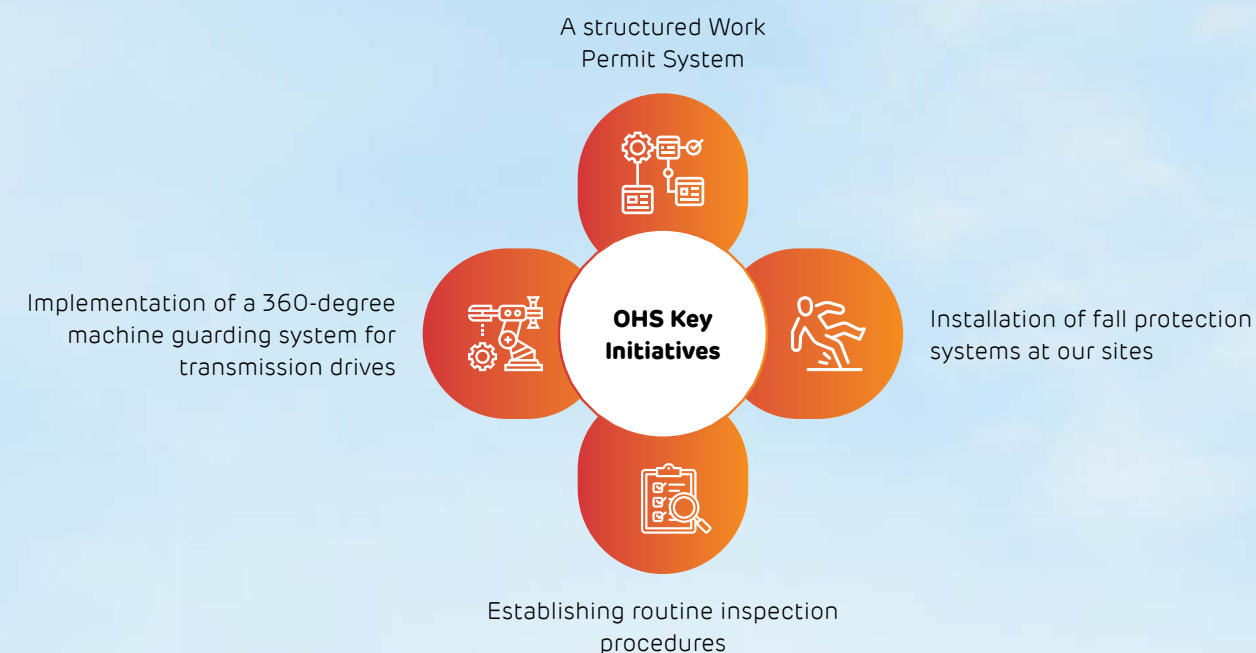 A structured Work
Permit System
Implementation of a 360-degree
machine guarding system for
transmission drives
OHS Key
Initiatives
Installation of fall protection
systems at our sites
Establishing routine inspection
procedures